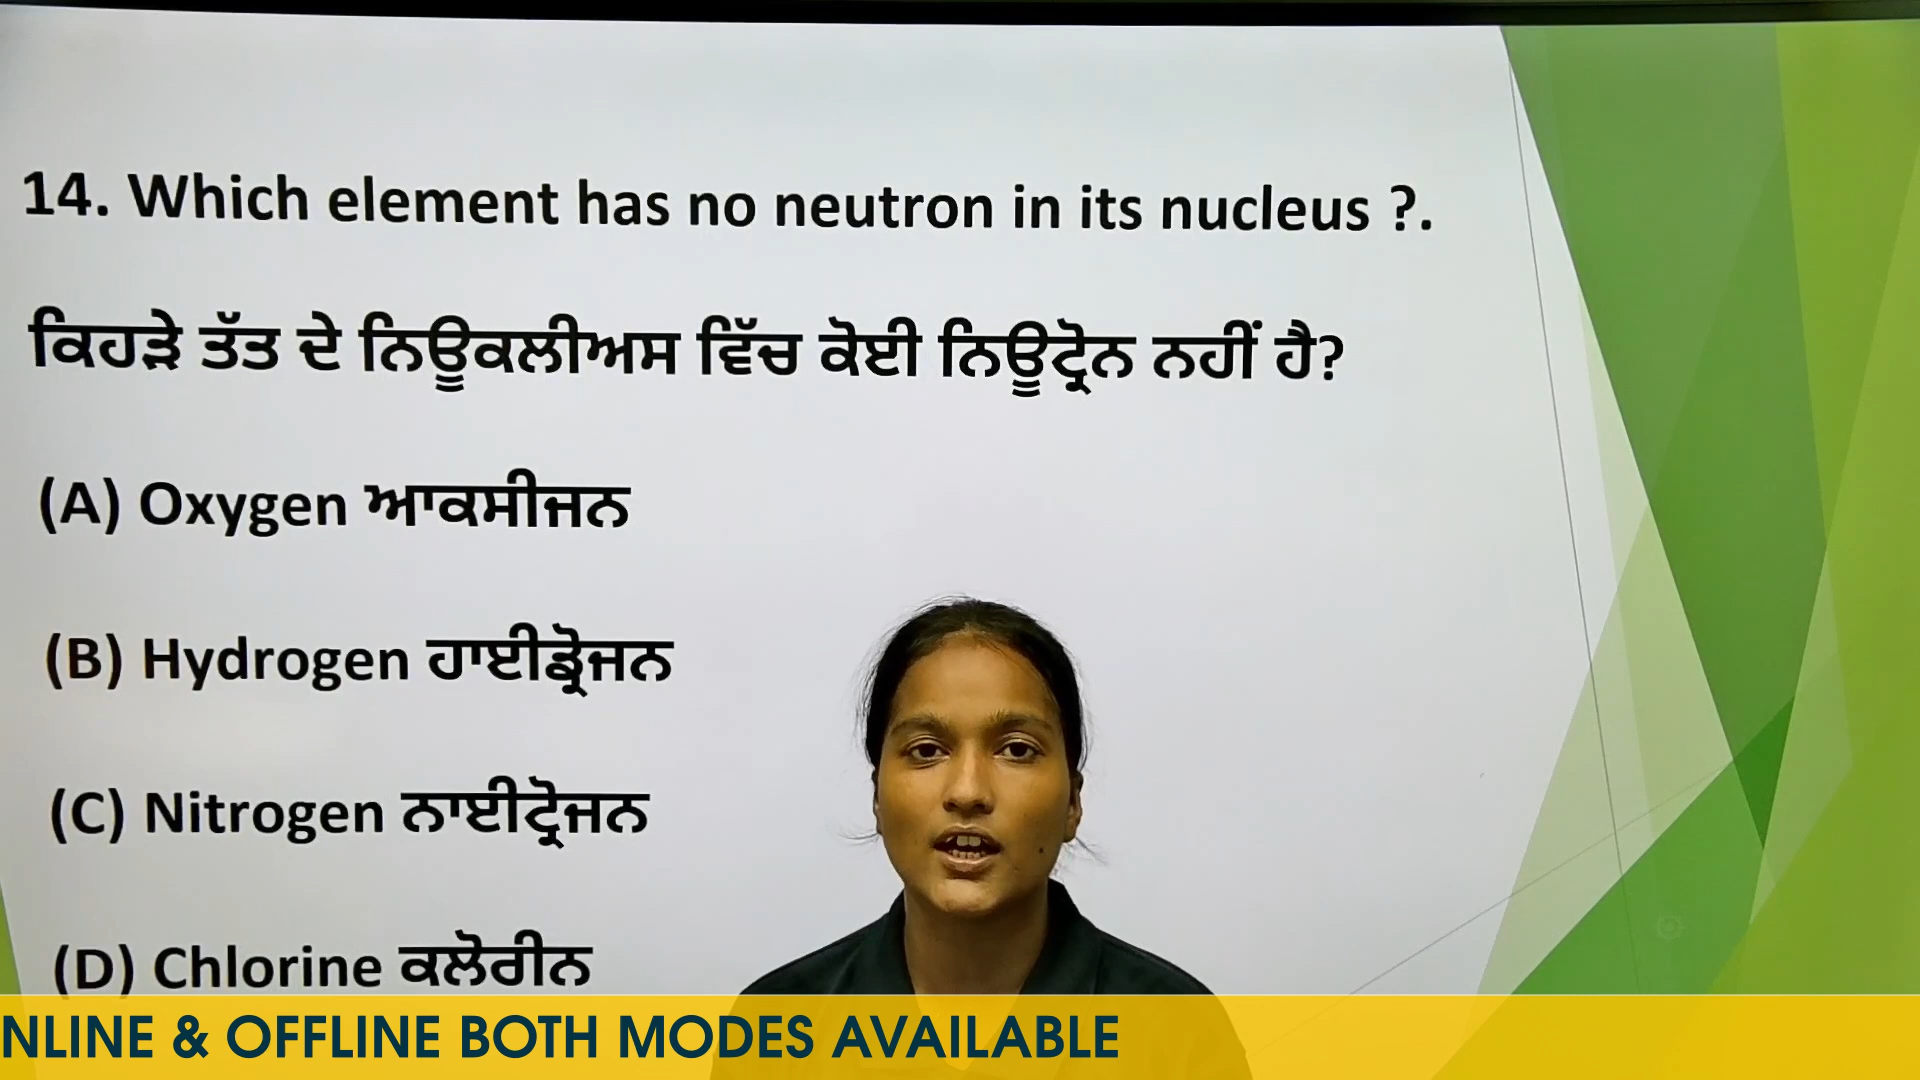 14. Which element has no neutron in its nucleus ?.
ਕਿਹੜੇ ਤੱਤ ਦੇ ਨਿਊਕਲੀਅਸ ਵਿੱਚ ਕੋਈ ਨਿਊਟ੍ਰੋਨ ਨਹੀਂ ਹੈ?
(A) Oxygen ਆਕਸੀਜਨ
(B) Hydrogen ਹਾਈਡ੍ਰੋਜਨ
(C) Nitrogen ਨਾਈਟ੍ਰੋਜਨ
(D) Chlorine ਕਲੋਰੀਨ
NLINE & OFFLINE BOTH MODES AVAILABLE